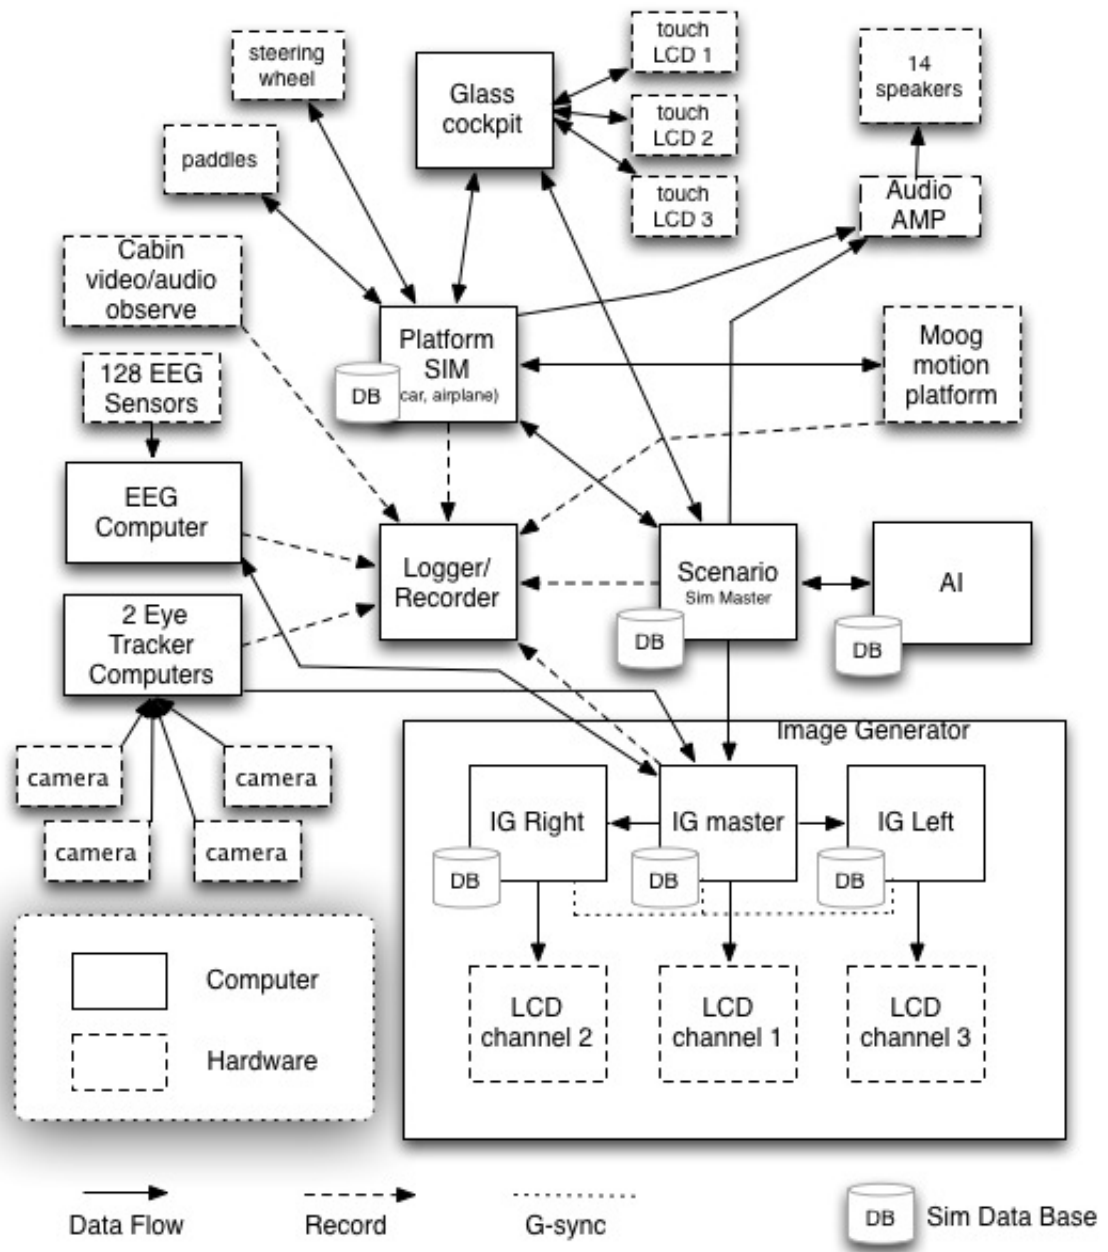 steering
wheel
Glass
cockpit
touch
LCD 1
touch
LCD 2
touch
LCD 3
14
speakers
Audio
AMP
paddles
Cabin
video/audio
observe
Platform
SIM
(car, airplane)
DB
Moog
motion
platform
128 EEG
Sensors
EEG
Computer
Logger/
Recorder
Scenario
Sim Master
DB
AI
DB
2 Eye
Tracker
Computers
camera
camera
camera
camera
Image Generator
IG Right
DB
IG master
DB
IG Left
DB
LCD
channel 2
LCD
channel 1
LCD
channel 3
Computer
Hardware
Data Flow
Record
G-sync
DB
Sim Data Base